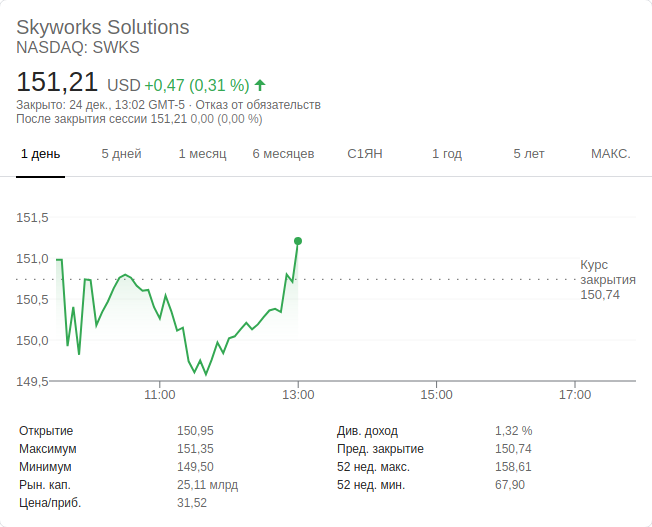 Skyworks Solutions
NASDAQ: SWKS
151,21 USD +0,47 (0,31 %)
Закрыто: 24 дек., 13:02 GMT-5 · Отказ от обязательств
После закрытия сессии 151,21 0,00 (0,00 %)
1 день 5 дней 1 месяц 6 месяцев С1ЯН 1 год 5 лет МАКС.
151,5
151,0
150,5
150,0
149,5
Курс
закрытия
150,74
11:00 13:00 15:00 17:00
Открытие 150,95 Див. доход 1,32 %
Максимум 151,35 Пред. закрытие 150,74
Минимум 149,50 52 нед. макс. 158,61
Рын. кап. 25,11 млрд 52 нед. мин. 67,90
Цена/приб. 31,52